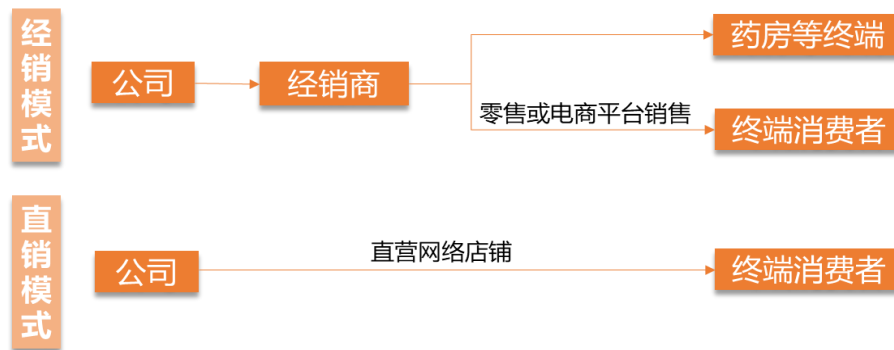 经销模式
公司
经销商
药房等终端
零售或电商平台销售
终端消费者
直销模式
公司
直营网络店铺
终端消费者